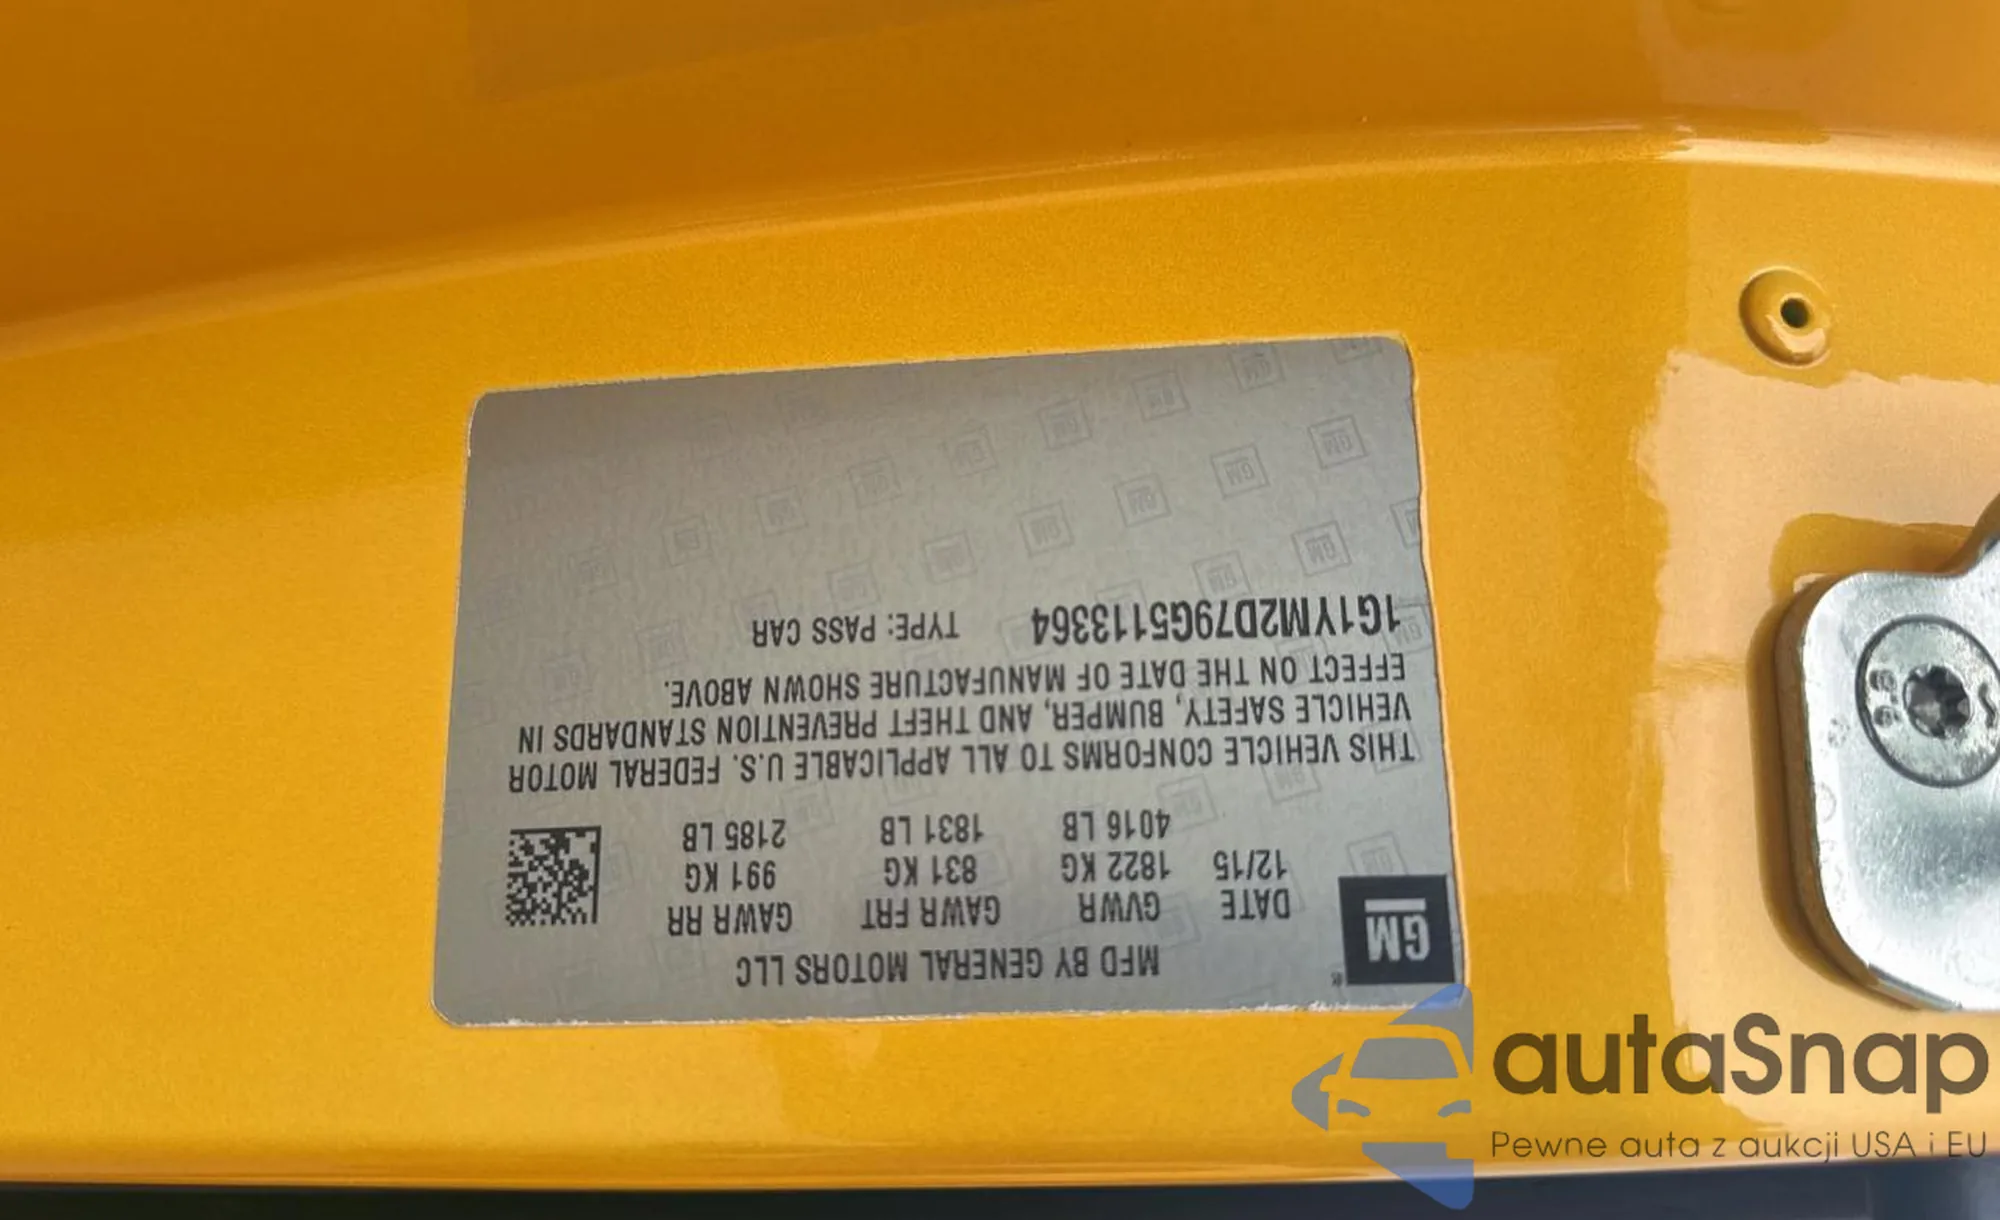 MFD BY GENERAL MOTORS LLC
GM
DATE GVWR GAWR FRT GAWR RR
12/15 1822 KG 831 KG 991 KG
4016 LB 1831 LB 2185 LB
THIS VEHICLE CONFORMS TO ALL APPLICABLE U.S. FEDERAL MOTOR
VEHICLE SAFETY, BUMPER, AND THEFT PREVENTION STANDARDS IN
EFFECT ON THE DATE OF MANUFACTURE SHOWN ABOVE.
1G1YM2D79G5113364 TYPE: PASS CAR
autaSnap
Pewne auta z aukcji USA i EU